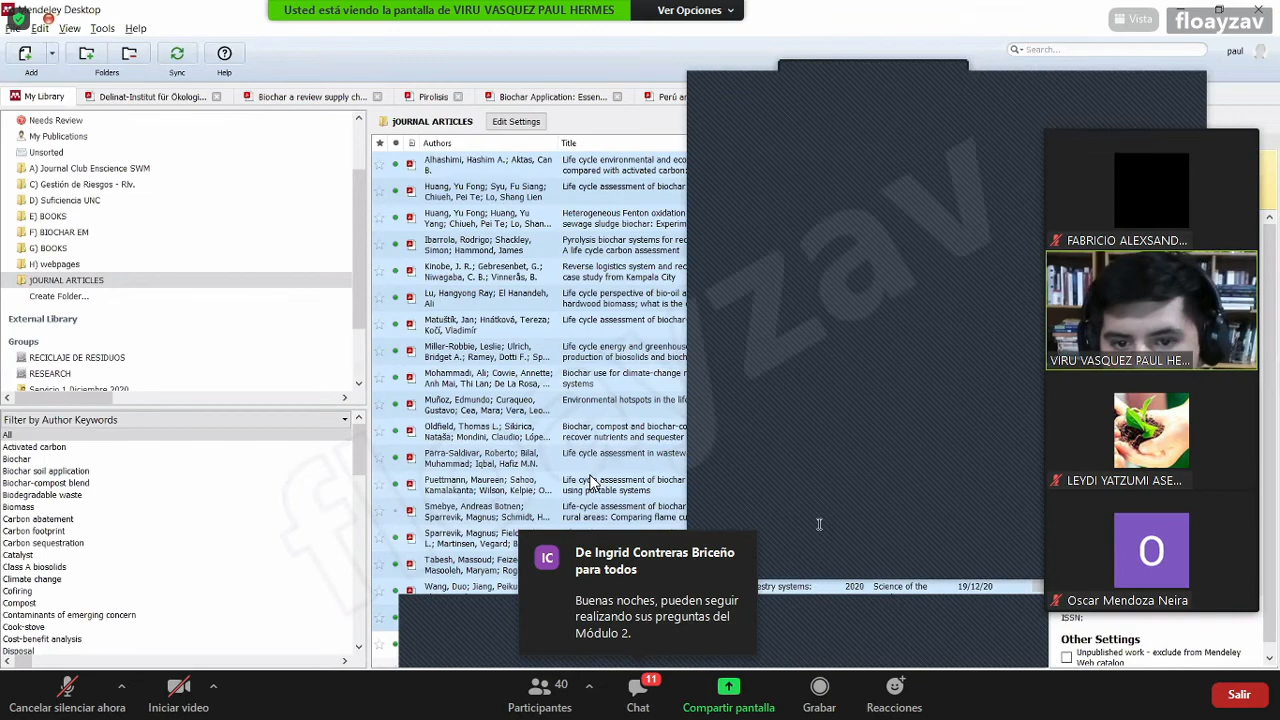 Mendeley Desktop
Usted está viendo la pantalla de VIRU VASQUEZ PAUL HERMES
Ver Opciones
Vista
floayzav
File Edit View Tools Help
Add
Folders
Sync
Help
Search...
paul
My Library
Delinat-Institut für Ökologi...
Biochar a review supply ch...
Pirolisis
Biochar Application: Essen...
Perú
Needs Review
My Publications
Unsorted
A) Journal Club Enscience SWM
C) Gestión de Riesgos - Rlv.
D) Suficiencia UNC
E) BOOKS
F) BIOCHAR EM
G) BOOKS
H) webpages
jOURNAL ARTICLES
Create Folder...
External Library
Groups
RECICLAJE DE RESIDUOS
RESEARCH
Servicio 1 Diciembre 2020
Filter by Author Keywords
All
Activated carbon
Biochar
Biochar soil application
Biochar-compost blend
Biodegradable waste
Biomass
Carbon abatement
Carbon footprint
Carbon sequestration
Catalyst
Class A biosolids
Climate change
Cofiring
Compost
Contaminants of emerging concern
Cook-stove
Cost-benefit analysis
Disposal
jOURNAL ARTICLES
Edit Settings
Authors Title
Alhashimi, Hashim A.; Aktas, Can Life cycle environmental and eco
B. compared with activated carbon:
Huang, Yu Fong; Syu, Fu Siang; Life cycle assessment of biochar
Chiueh, Pei Te; Lo, Shang Lien
Huang, Yu Fong; Huang, Yu Heterogeneous Fenton oxidation
Yang; Chiueh, Pei Te; Lo, Shan... sewage sludge biochar: Experim
Ibarrola, Rodrigo; Shackley, Pyrolysis biochar systems for rec
Simon; Hammond, James A life cycle carbon assessment
Kinobe, J. R.; Gebresenbet, G.; Reverse logistics system and rec
Niwagaba, C. B.; Vinnerås, B. case study from Kampala City
Lu, Hangyong Ray; El Hanandeh, Life cycle perspective of bio-oil a
Ali hardwood biomass; what is the
Matuštík, Jan; Hnátková, Tereza; Life cycle assessment of biochar
Kočí, Vladimír
Miller-Robbie, Leslie; Ulrich, Life cycle energy and greenhous
Bridget A.; Ramey, Dotti F.; Sp... production of biosolids and bioch
Mohammadi, Ali; Cowie, Annette; Biochar use for climate-change
Anh Mai, Thi Lan; De La Rosa, ... systems
Muñoz, Edmundo; Curaqueo, Environmental hotspots in the life
Gustavo; Cea, Mara; Vera, Leo...
Oldfield, Thomas L.; Sikirica, Biochar, compost and biochar-co
Nataša; Mondini, Claudio; Lópe... recover nutrients and sequester
Parra-Saldivar, Roberto; Bilal, Life cycle assessment in wastew
Muhammad; Iqbal, Hafiz M.N.
Puettmann, Maureen; Sahoo, Life cycle assessment of biochar
Kamalakanta; Wilson, Kelpie; O... using portable systems
Smebye, Andreas Botnen; Life-cycle assessment of biochar
Sparrevik, Magnus; Schmidt, H... rural areas: Comparing flame cu
Sparrevik, Magnus; Field
L.; Martinsen, Vegard; B
Tabesh, Massoud; Feize
Masooleh, Maryam; Rog
Wang, Duo; Jiang, Peiku
estry systems: 2020 Science of the 19/12/20
De Ingrid Contreras Briceño
para todos
Buenas noches, pueden seguir
realizando sus preguntas del
Módulo 2.
FABRICIO ALEXSAND...
VIRU VASQUEZ PAUL HE...
LEYDI YATZUMI ASE...
O
Oscar Mendoza Neira
ISSN:
Other Settings
Unpublished work - exclude from Mendeley
Web catalog
Cancelar silenciar ahora
Iniciar video
40
Participantes
11
Chat
Compartir pantalla
Grabar
Reacciones
Salir